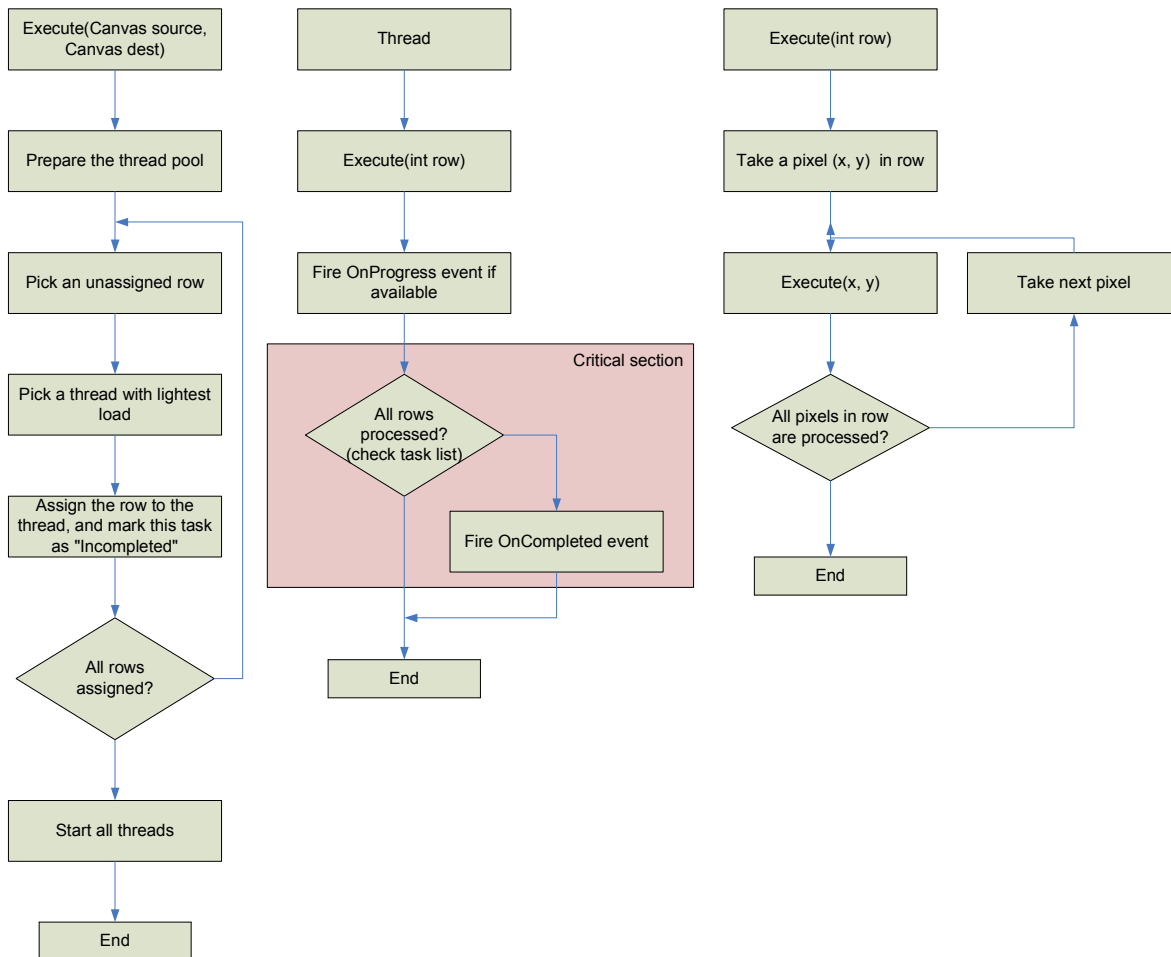 Execute(Canvas source,
Canvas dest)
Prepare the thread pool
Pick an unassigned row
Pick a thread with lightest
load
Assign the row to the
thread, and mark this task
as "Incompleted"
All rows
assigned?
Start all threads
End
Thread
Execute(int row)
Fire OnProgress event if
available
Critical section
All rows
processed?
(check task list)
Fire OnCompleted event
End
Execute(int row)
Take a pixel (x, y) in row
Execute(x, y)
Take next pixel
All pixels in row
are processed?
End